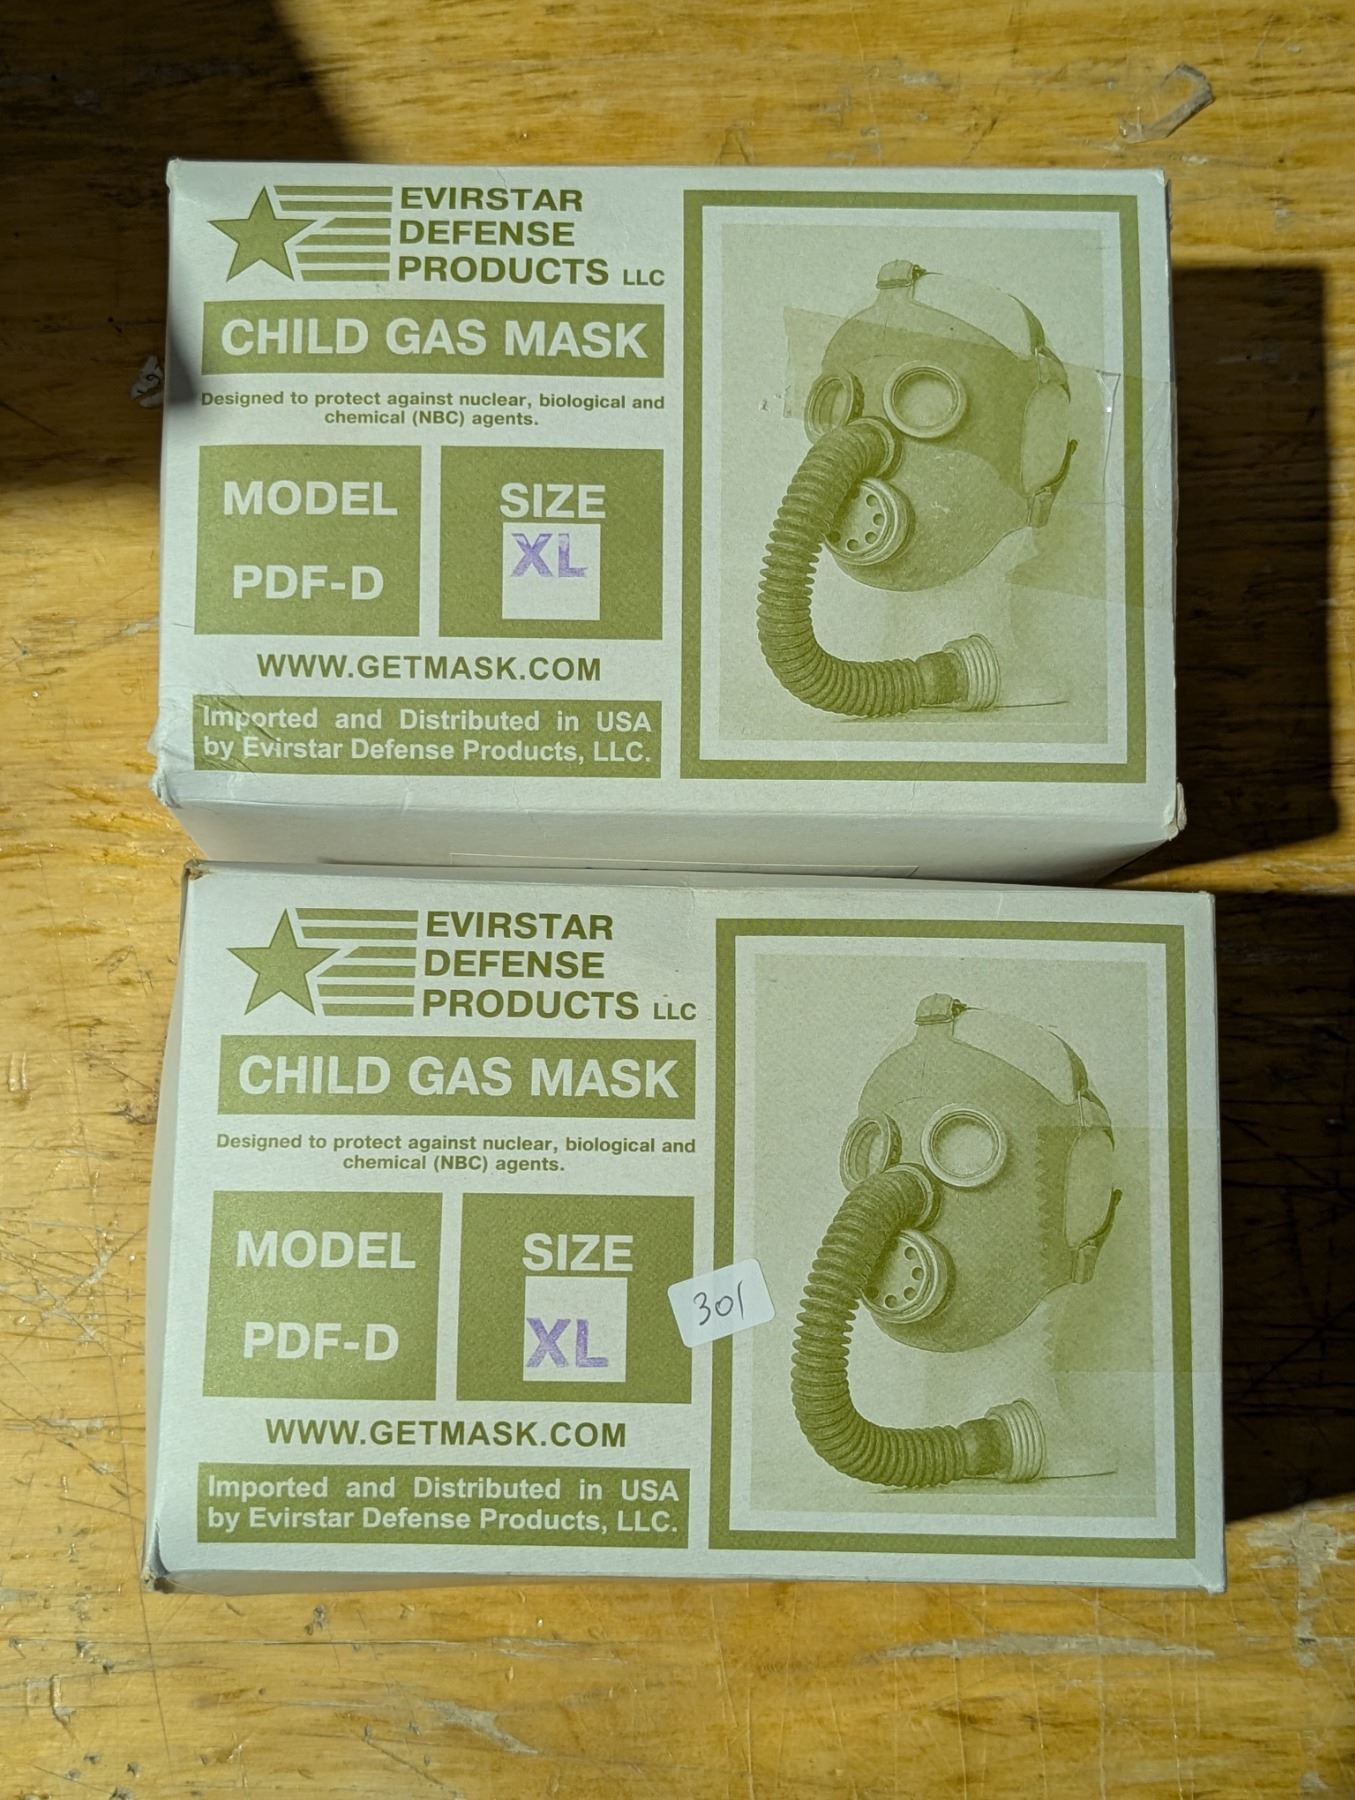 EVIRSTAR
DEFENSE
PRODUCTS LLC
CHILD GAS MASK
Designed to protect against nuclear, biological and
chemical (NBC) agents.
MODEL
PDF-D
SIZE
XL
WWW.GETMASK.COM
Imported and Distributed in USA
by Evirstar Defense Products, LLC.
EVIRSTAR
DEFENSE
PRODUCTS LLC
CHILD GAS MASK
Designed to protect against nuclear, biological and
chemical (NBC) agents.
MODEL
PDF-D
SIZE
XL
301
WWW.GETMASK.COM
Imported and Distributed in USA
by Evirstar Defense Products, LLC.